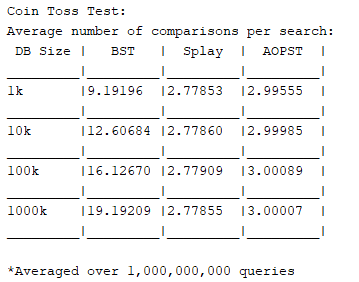 Coin Toss Test:
Average number of comparisons per search:
DB Size | BST | Splay | AOPST |
1k |9.19196 |2.77853 |2.99555 |
10k |12.60684 |2.77860 |2.99985 |
100k |16.12670 |2.77909 |3.00089 |
1000k |19.19209 |2.77855 |3.00007 |
*Averaged over 1,000,000,000 queries